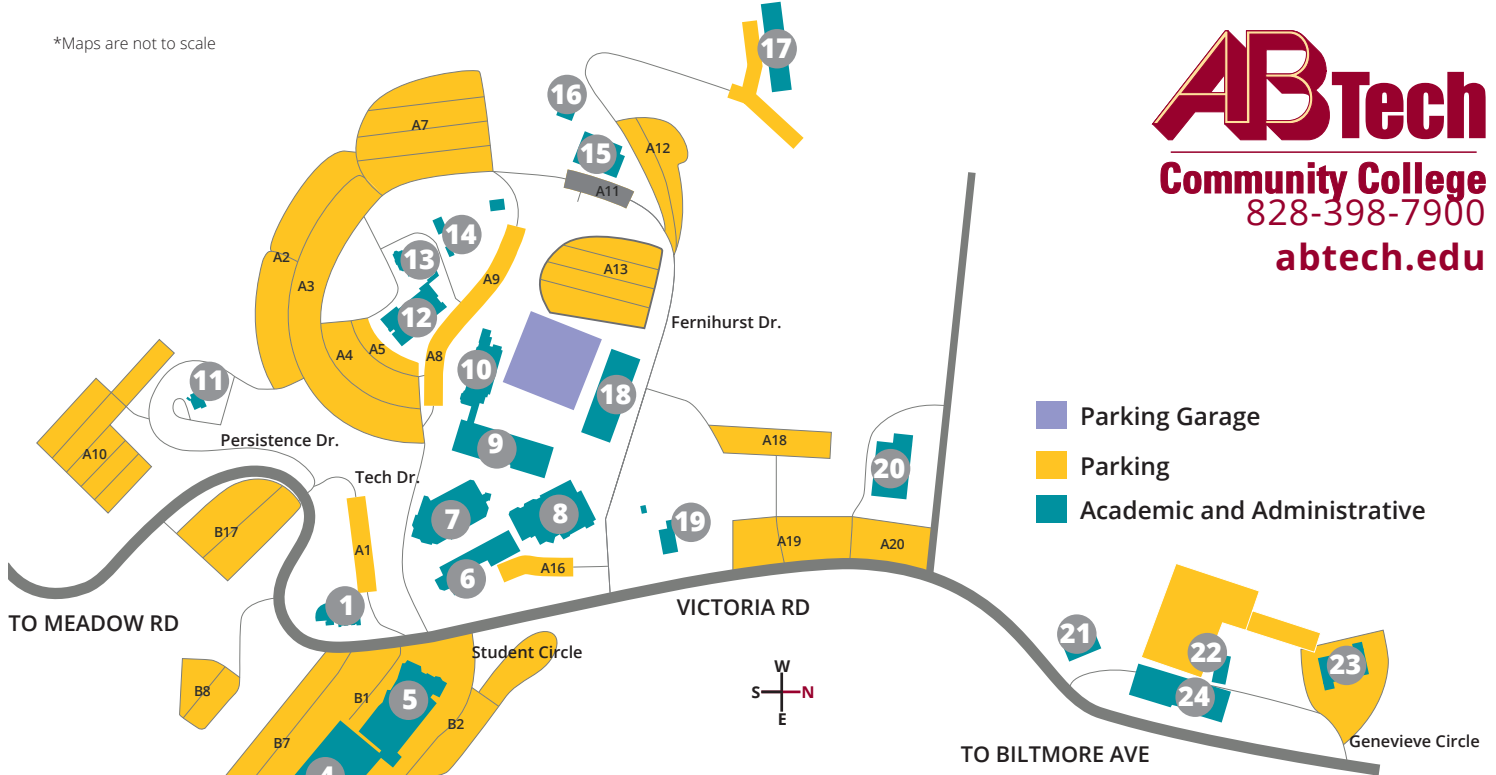 *Maps are not to scale
17
16
A7
A12
15
A11
14
13
A2
A3
A9
A13
12
Fernihurst Dr.
A4
A5
A8
10
11
18
Persistence Dr.
A10
9
A18
Tech Dr.
20
B17
7
8
19
A1
A19
A20
A16
6
1
TO MEADOW RD
VICTORIA RD
Student Circle
B8
B1
5
B2
B7
4
W
S
N
E
21
22
23
24
TO BILTMORE AVE
Genevieve Circle
AB Tech
Community College
828-398-7900
abtech.edu
Parking Garage
Parking
Academic and Administrative